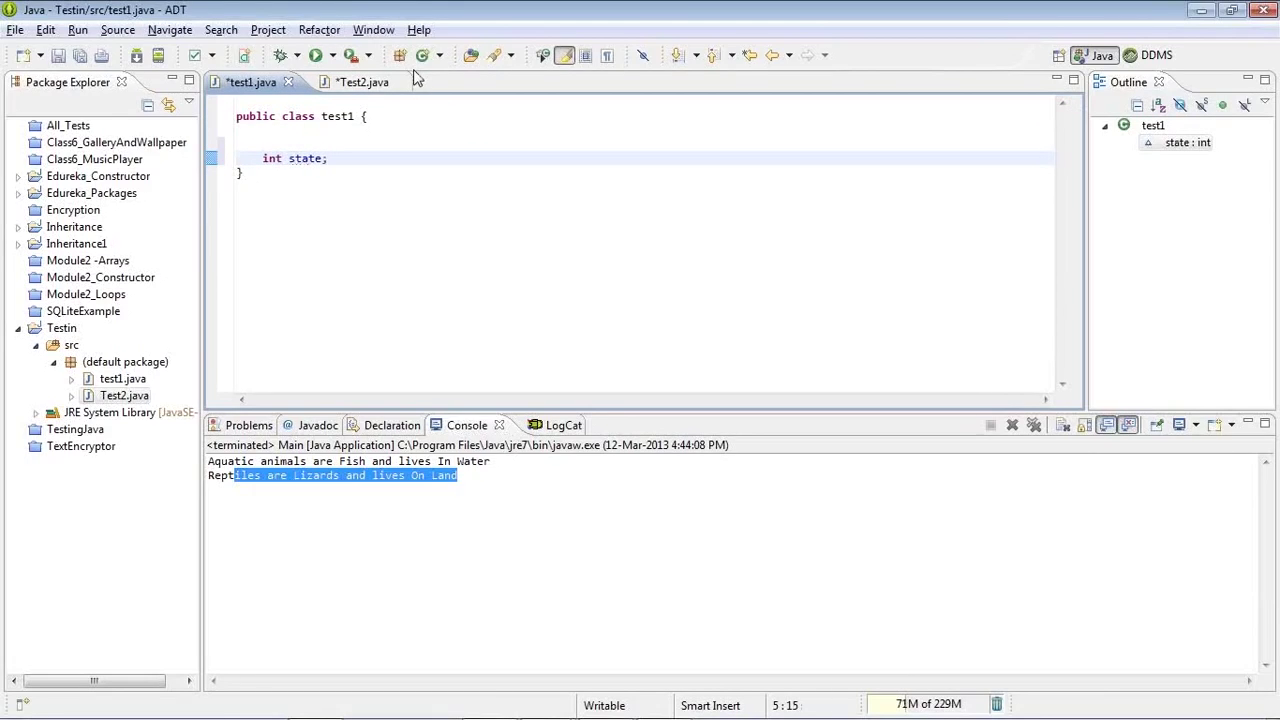 Java - Testin/src/test1.java - ADT
File Edit Run Source Navigate Search Project Refactor Window Help
Java DDMS
Package Explorer
*test1.java *Test2.java
Outline
All_Tests
Class6_GalleryAndWallpaper
Class6_MusicPlayer
Edureka_Constructor
Edureka_Packages
Encryption
Inheritance
Inheritance1
Module2 -Arrays
Module2_Constructor
Module2_Loops
SQLiteExample
Testin
src
(default package)
test1.java
Test2.java
JRE System Library [JavaSE-
TestingJava
TextEncryptor
public class test1 {
int state;
}
test1
state : int
Problems Javadoc Declaration Console LogCat
<terminated> Main [Java Application] C:\Program Files\Java\jre7\bin\javaw.exe (12-Mar-2013 4:44:08 PM)
Aquatic animals are Fish and lives In Water
Reptiles are Lizards and lives On Land
Writable Smart Insert 5 : 15 71M of 229M